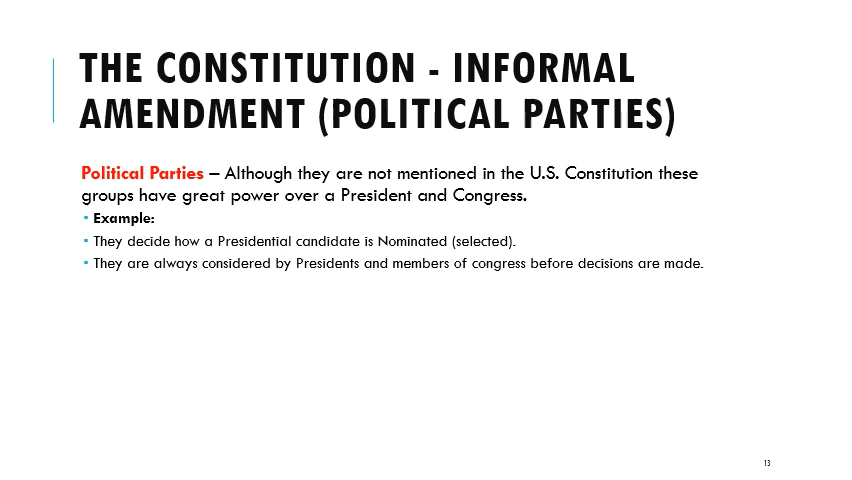 THE CONSTITUTION - INFORMAL
AMENDMENT (POLITICAL PARTIES)
Political Parties – Although they are not mentioned in the U.S. Constitution these
groups have great power over a President and Congress.
▪ Example:
▪ They decide how a Presidential candidate is Nominated (selected).
▪ They are always considered by Presidents and members of congress before decisions are made.
13